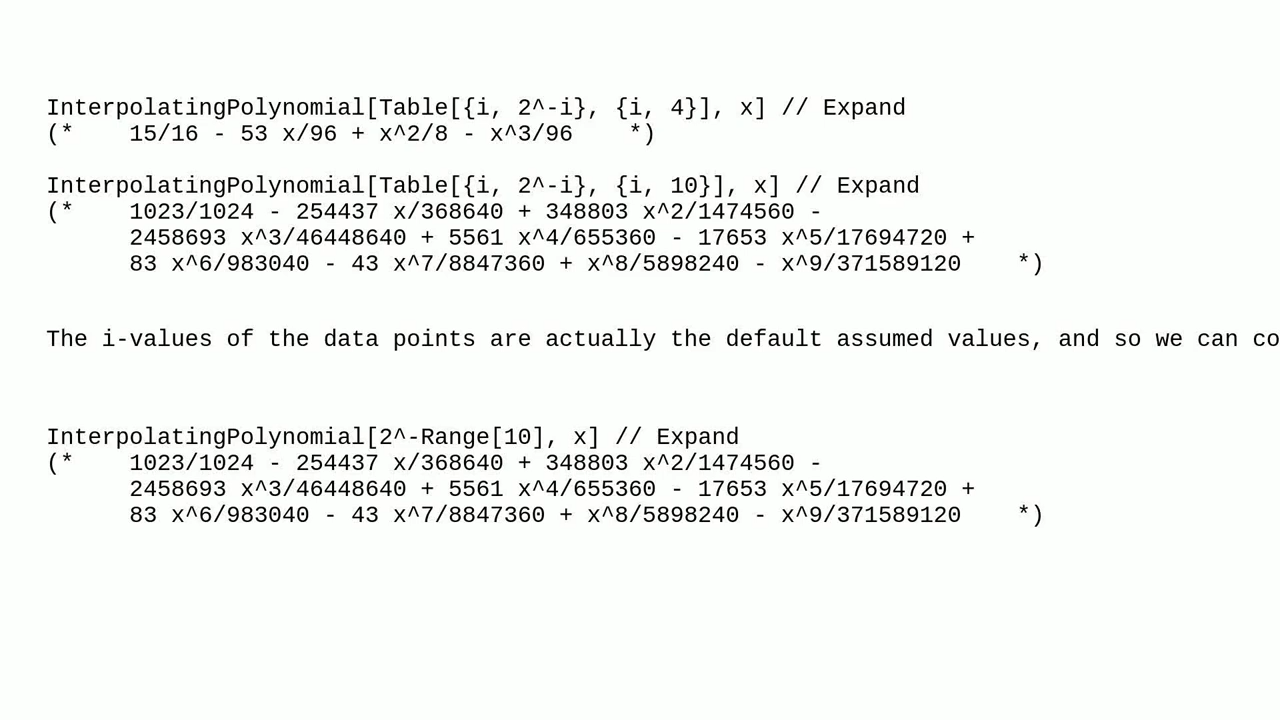 InterpolatingPolynomial[Table[{i, 2^-i}, {i, 4}], x] // Expand
(*    15/16 - 53 x/96 + x^2/8 - x^3/96    *)
InterpolatingPolynomial[Table[{i, 2^-i}, {i, 10}], x] // Expand
(*    1023/1024 - 254437 x/368640 + 348803 x^2/1474560 -
2458693 x^3/46448640 + 5561 x^4/655360 - 17653 x^5/17694720 +
83 x^6/983040 - 43 x^7/8847360 + x^8/5898240 - x^9/371589120    *)
The i-values of the data points are actually the default assumed values, and so we can co
InterpolatingPolynomial[2^-Range[10], x] // Expand
(*    1023/1024 - 254437 x/368640 + 348803 x^2/1474560 -
2458693 x^3/46448640 + 5561 x^4/655360 - 17653 x^5/17694720 +
83 x^6/983040 - 43 x^7/8847360 + x^8/5898240 - x^9/371589120    *)